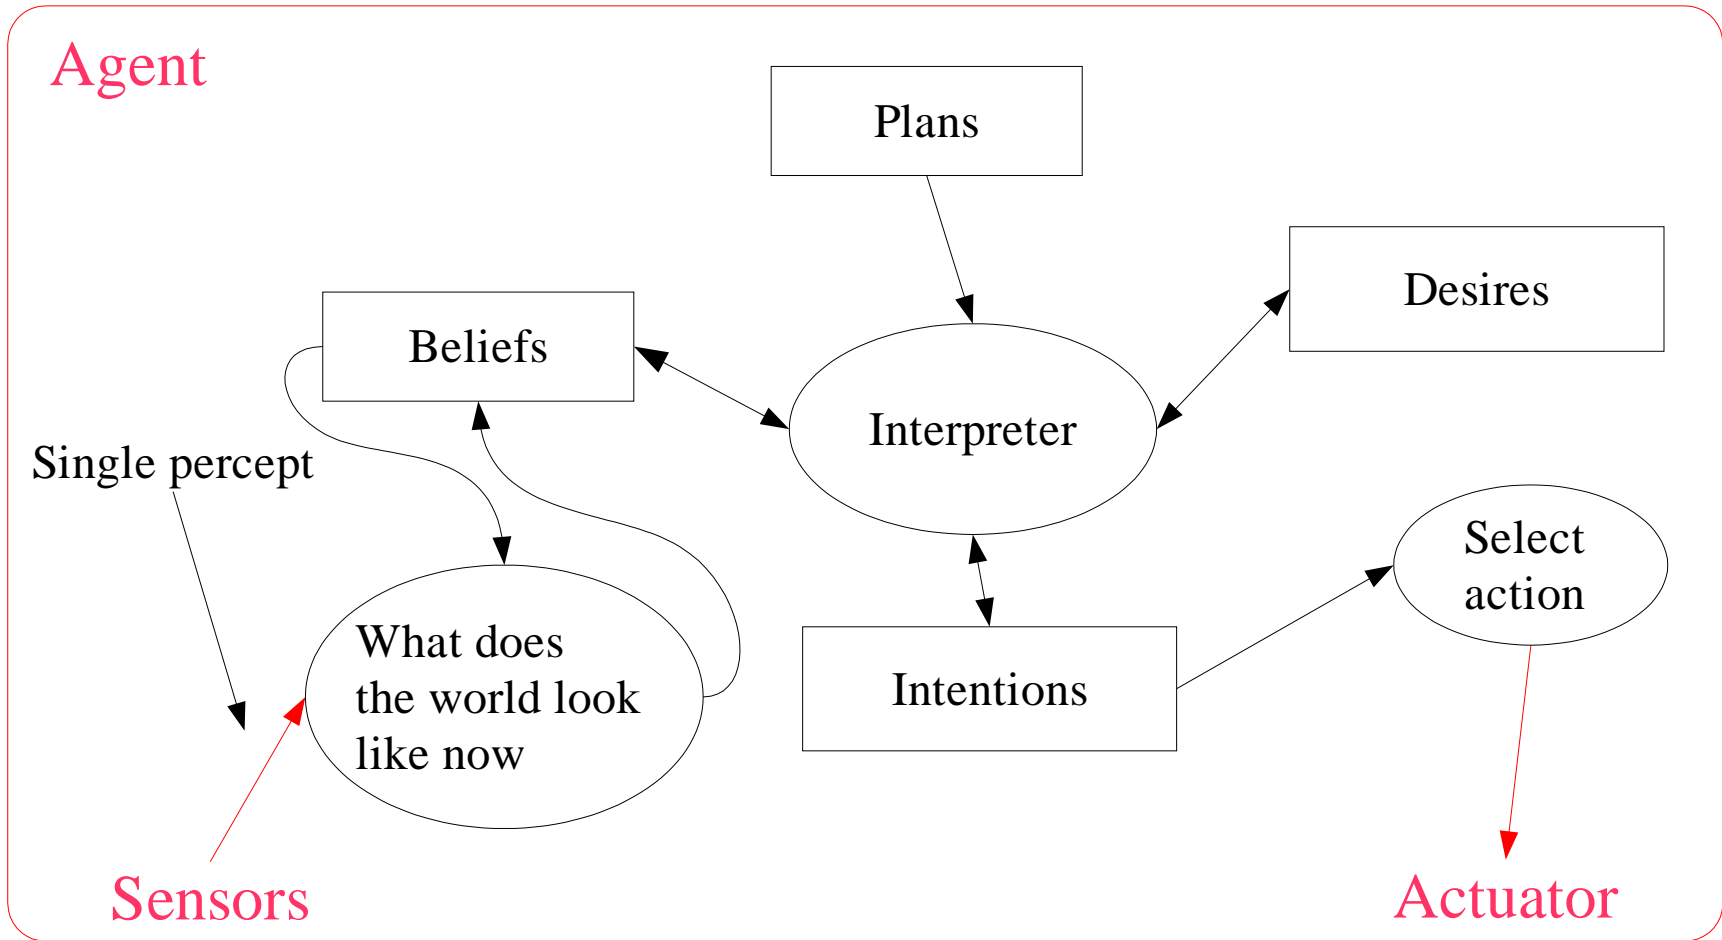 Agent
Plans
Desires
Beliefs
Interpreter
Single percept
Select
action
What does
the world look
like now
Intentions
Sensors
Actuator